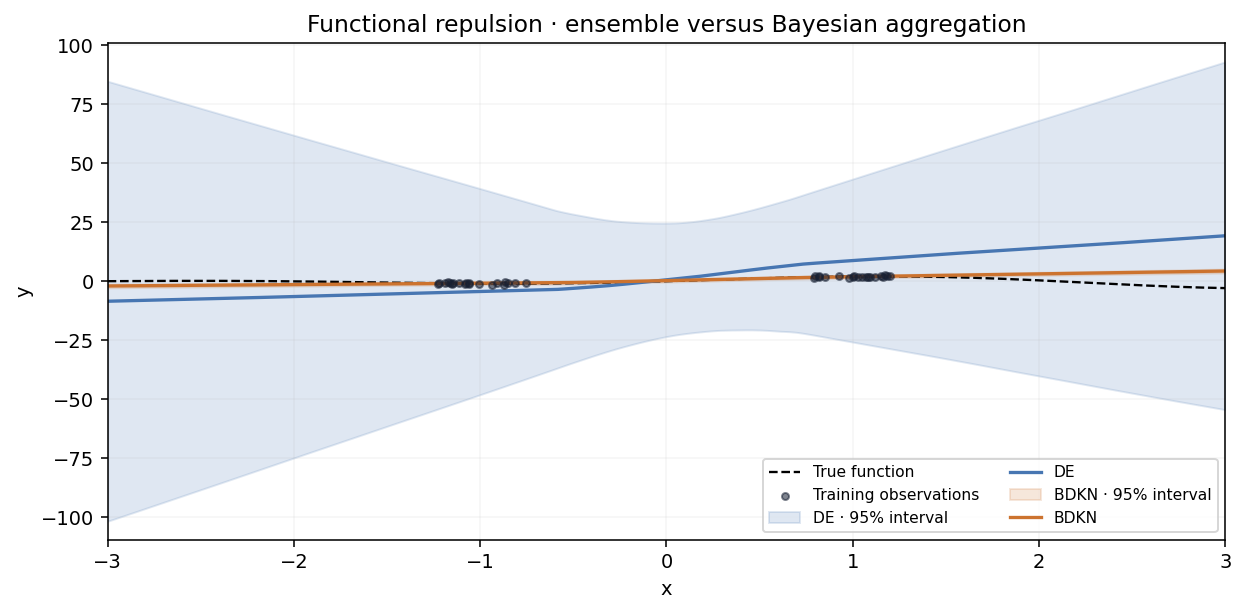 Functional repulsion · ensemble versus Bayesian aggregation
100
75
50
25
0
−25
−50
−75
−100
y
−3
−2
−1
0
1
2
3
x
True function
Training observations
DE · 95% interval
DE
BDKN · 95% interval
BDKN